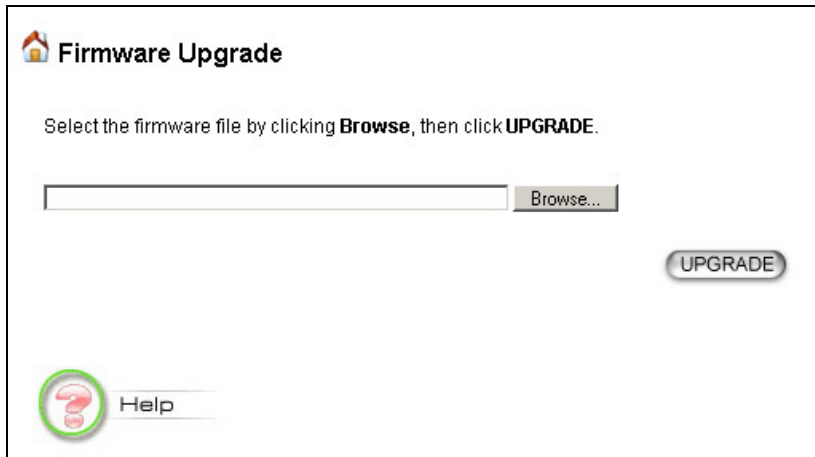 Firmware Upgrade
Select the firmware file by clicking Browse, then click UPGRADE.
Browse...
UPGRADE
Help